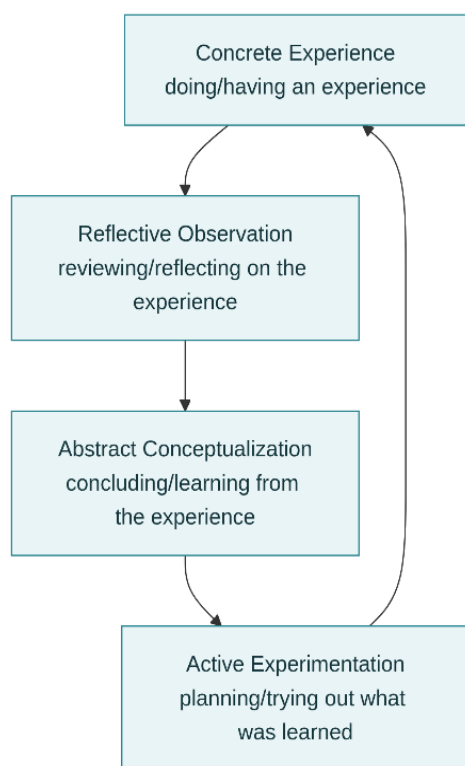 Concrete Experience
doing/having an experience
Reflective Observation
reviewing/reflecting on the
experience
Abstract Conceptualization
concluding/learning from
the experience
Active Experimentation
planning/trying out what
was learned